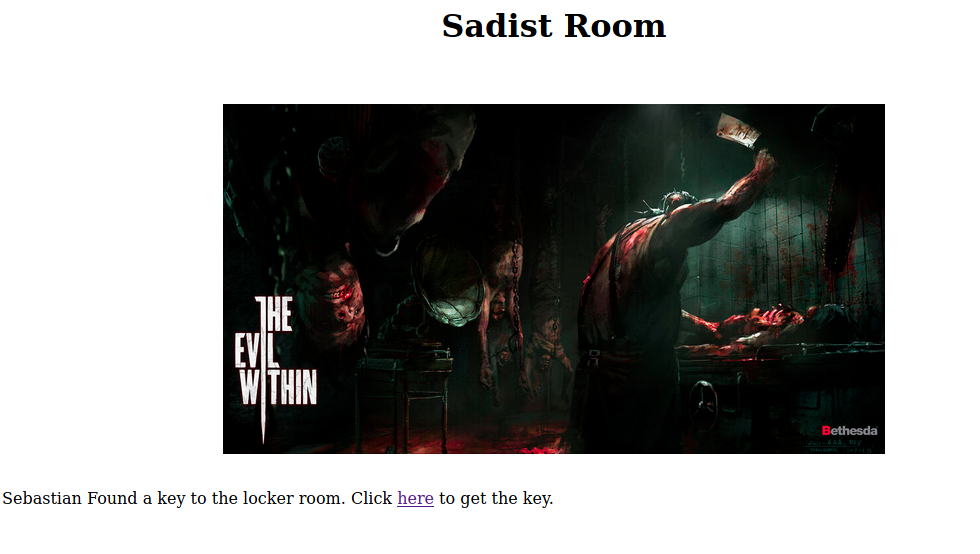 Sadist Room
THE
EVIL
WITHIN
Bethesda
Sebastian Found a key to the locker room. Click here to get the key.